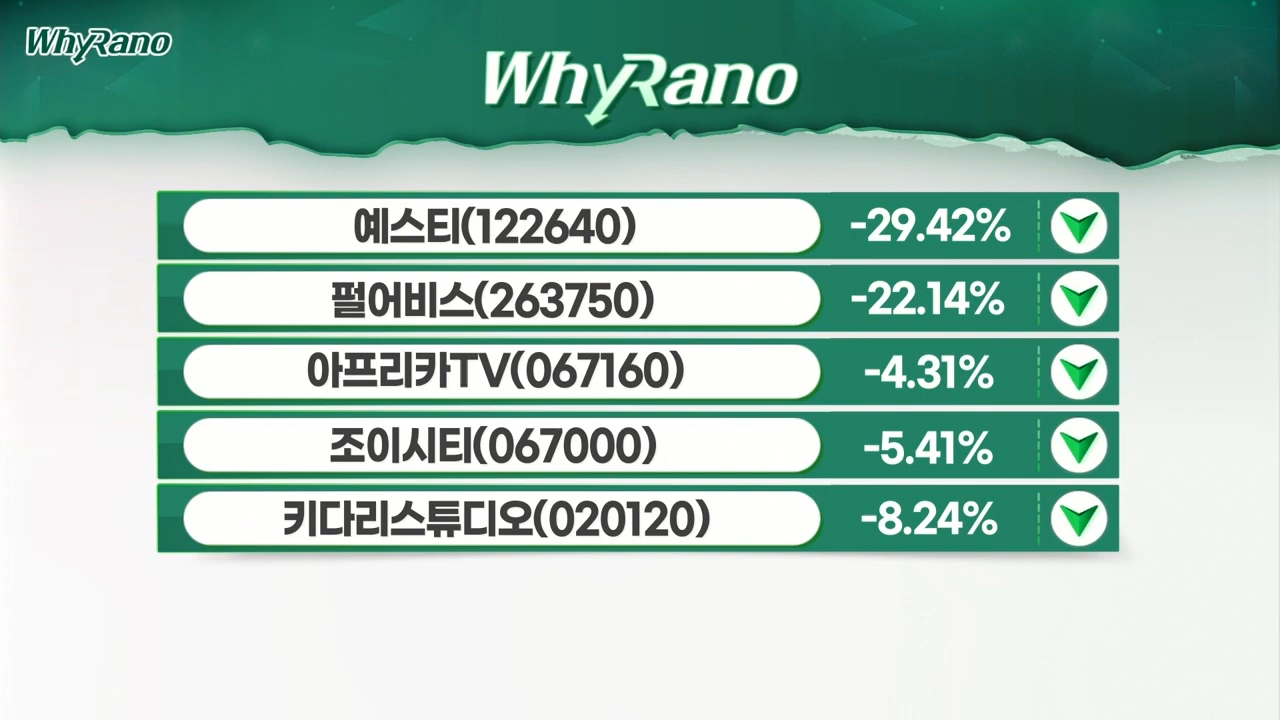 WhyRano
WhyRano
예스티(122640) -29.42%
펄어비스(263750) -22.14%
아프리카TV(067160) -4.31%
조이시티(067000) -5.41%
키다리스튜디오(020120) -8.24%